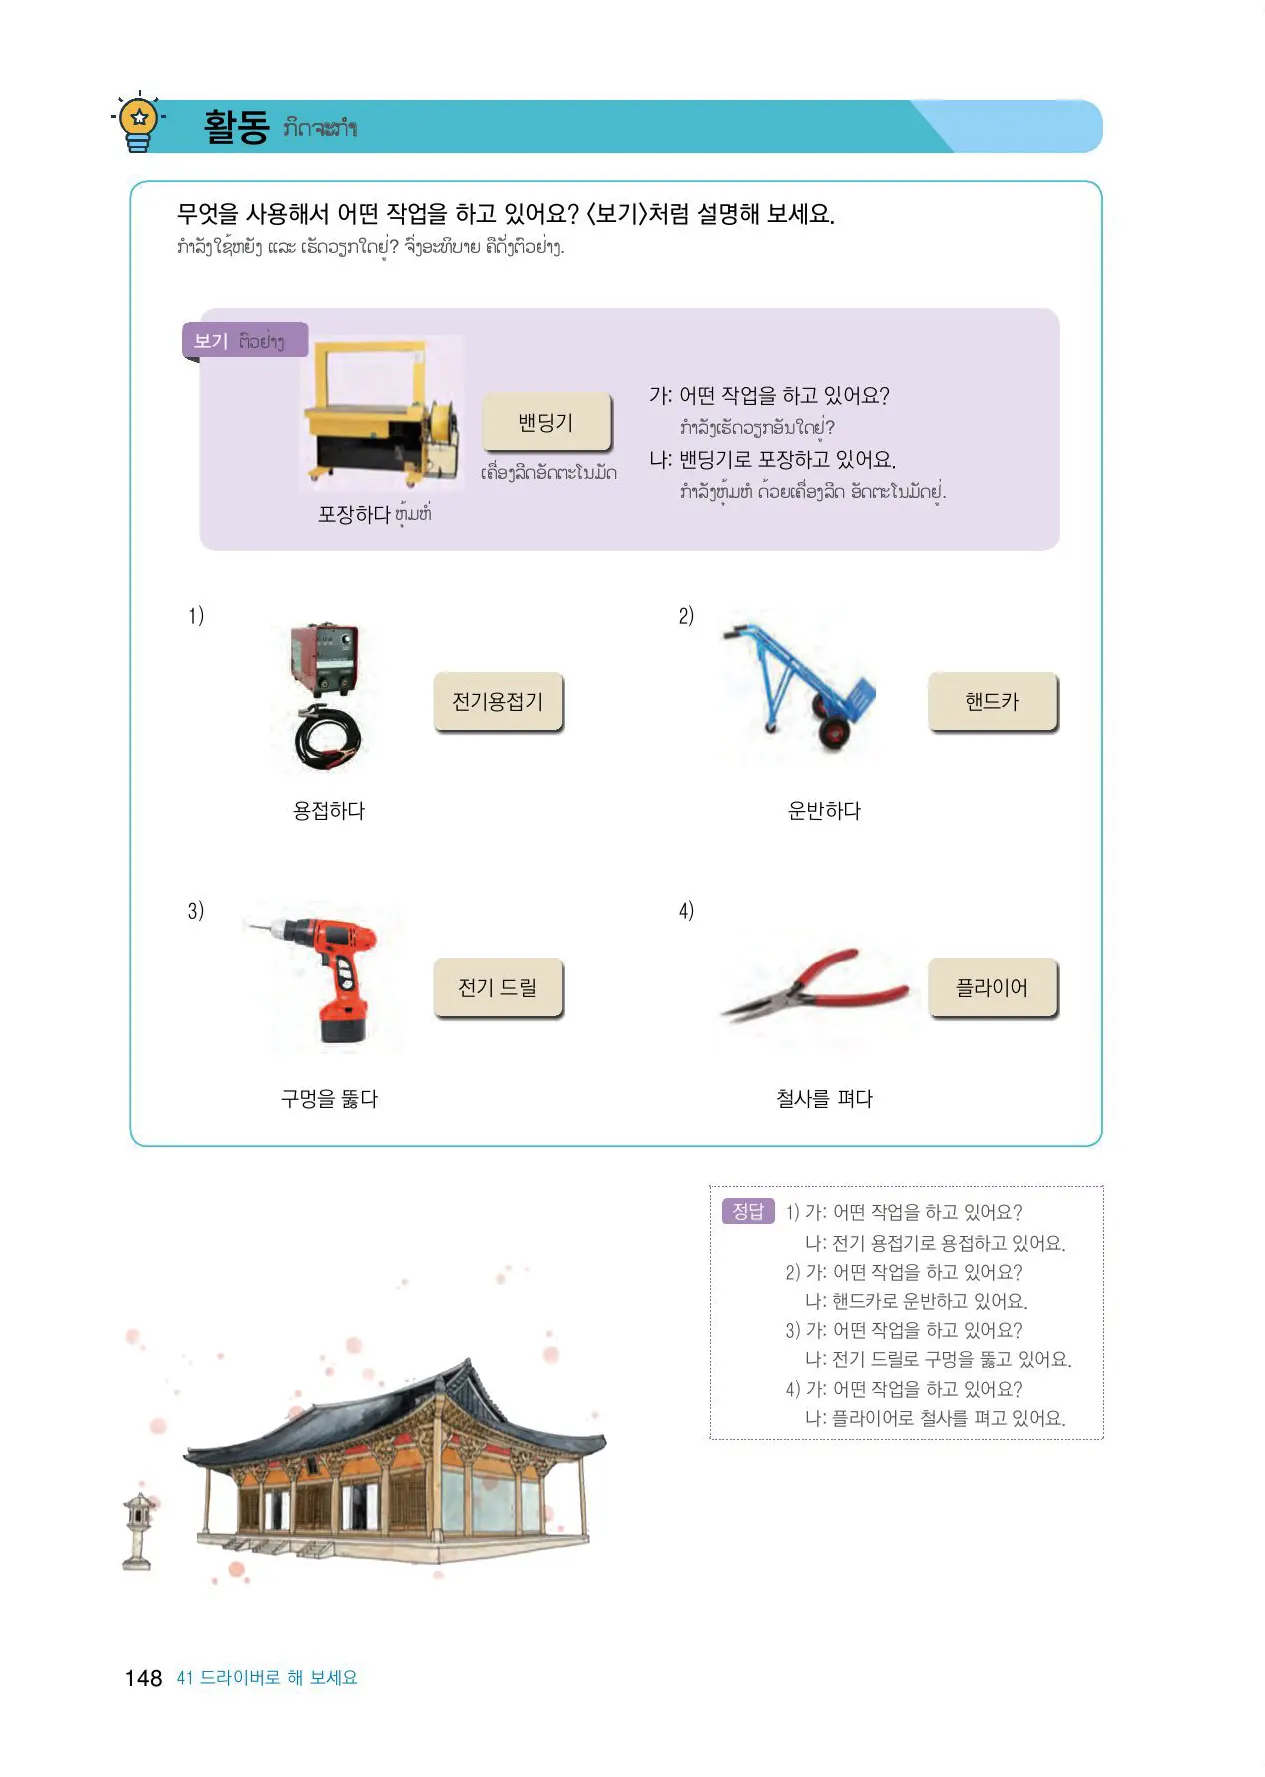 활동 ກິດຈະກຳ
무엇을 사용해서 어떤 작업을 하고 있어요? 〈보기〉처럼 설명해 보세요.
ກຳລັງໃຊ້ຫຍັງ ແລະ ເຮັດວຽກໃດຢູ່? ຈົ່ງອະທິບາຍ ຄືດັ່ງຕົວຢ່າງ.
보기 ຕົວຢ່າງ
밴딩기
ເຄື່ອງລີດອັດຕະໂນມັດ
포장하다 ຫຸ້ມຫໍ່
가: 어떤 작업을 하고 있어요?
ກຳລັງເຮັດວຽກອັນໃດຢູ່?
나: 밴딩기로 포장하고 있어요.
ກຳລັງຫຸ້ມຫໍ ດ້ວຍເຄື່ອງລີດ ອັດຕະໂນມັດຢູ່.
1)
전기용접기
용접하다
2)
핸드카
운반하다
3)
전기 드릴
구멍을 뚫다
4)
플라이어
철사를 펴다
정답 1) 가: 어떤 작업을 하고 있어요?
나: 전기 용접기로 용접하고 있어요.
2) 가: 어떤 작업을 하고 있어요?
나: 핸드카로 운반하고 있어요.
3) 가: 어떤 작업을 하고 있어요?
나: 전기 드릴로 구멍을 뚫고 있어요.
4) 가: 어떤 작업을 하고 있어요?
나: 플라이어로 철사를 펴고 있어요.
148 41 드라이버로 해 보세요